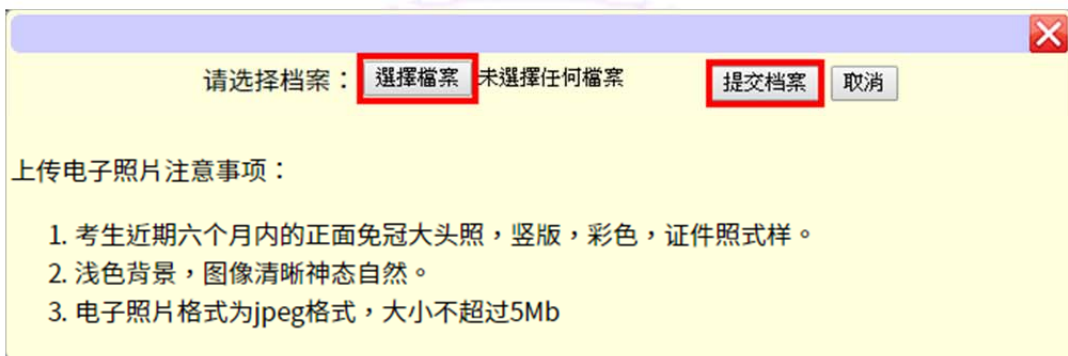 请选择档案： 選擇檔案 未選擇任何檔案 提交档案 取消
上传电子照片注意事项：
1. 考生近期六个月内的正面免冠大头照，竖版，彩色，证件照式样。
2. 浅色背景，图像清晰神态自然。
3. 电子照片格式为jpeg格式，大小不超过5Mb